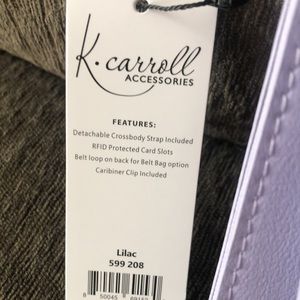 K.carroll
ACCESSORIES
FEATURES:
Detachable Crossbody Strap Included
RFID Protected Card Slots
Belt loop on back for Belt Bag option
Caribiner Clip Included
Lilac
599 208